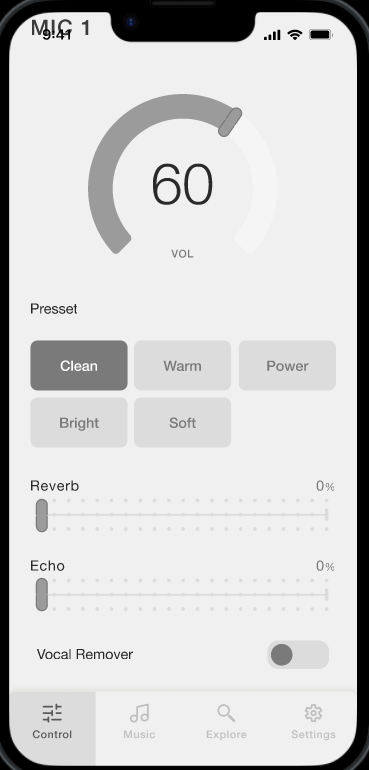 MIC 1
9:41
60
VOL
Presset
Clean Warm Power
Bright Soft
Reverb 0%
Echo 0%
Vocal Remover
Control Music Explore Settings